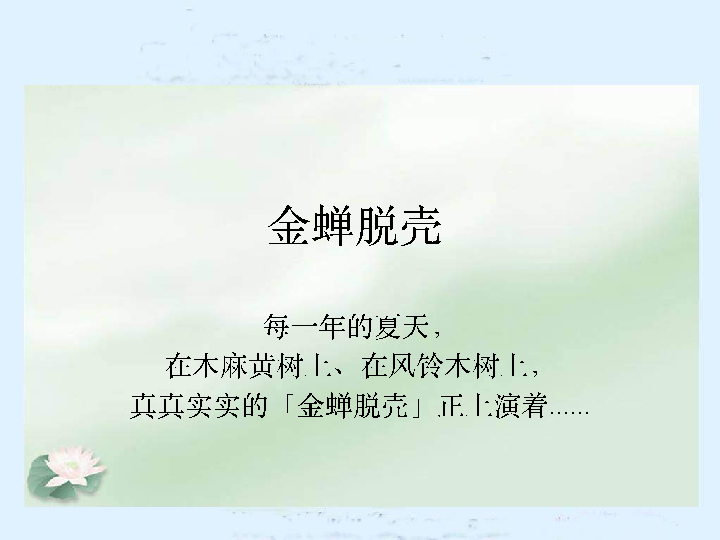 金蝉脱壳
每一年的夏天，
在木麻黄树上、在风铃木树上，
真真实实的「金蝉脱壳」正上演着......